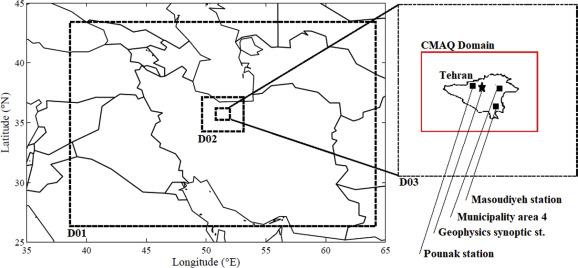 45
40
35
30
25
35
40
45
50
55
60
65
Latitude (°N)
Longitude (°E)
D01
D02
D03
CMAQ Domain
Tehran
Masoudiyeh station
Municipality area 4
Geophysics synoptic st.
Pounak station